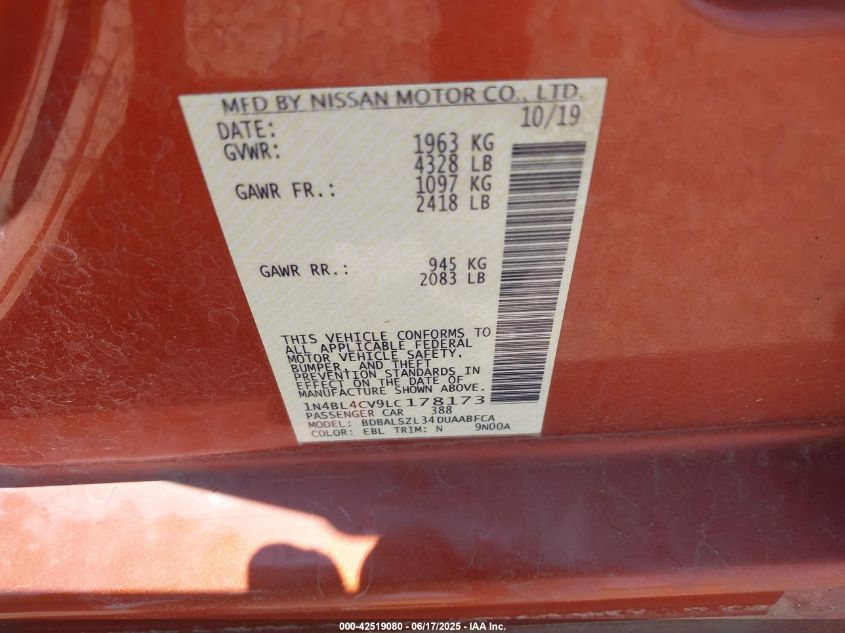 MFD BY NISSAN MOTOR CO., LTD.
DATE: 10/19
GVWR: 1963 KG
4328 LB
GAWR FR.: 1097 KG
2418 LB
GAWR RR.: 945 KG
2083 LB
THIS VEHICLE CONFORMS TO
ALL APPLICABLE FEDERAL
MOTOR VEHICLE SAFETY,
BUMPER, AND THEFT
PREVENTION STANDARDS IN
EFFECT ON THE DATE OF
MANUFACTURE SHOWN ABOVE.
1N4BL4CV9LC178173
PASSENGER CAR 388
MODEL: BDBALSZL34DUAABFCA
COLOR: EBL TRIM: N 9N00A
000-42519080 - 06/17/2025 - IAA Inc.